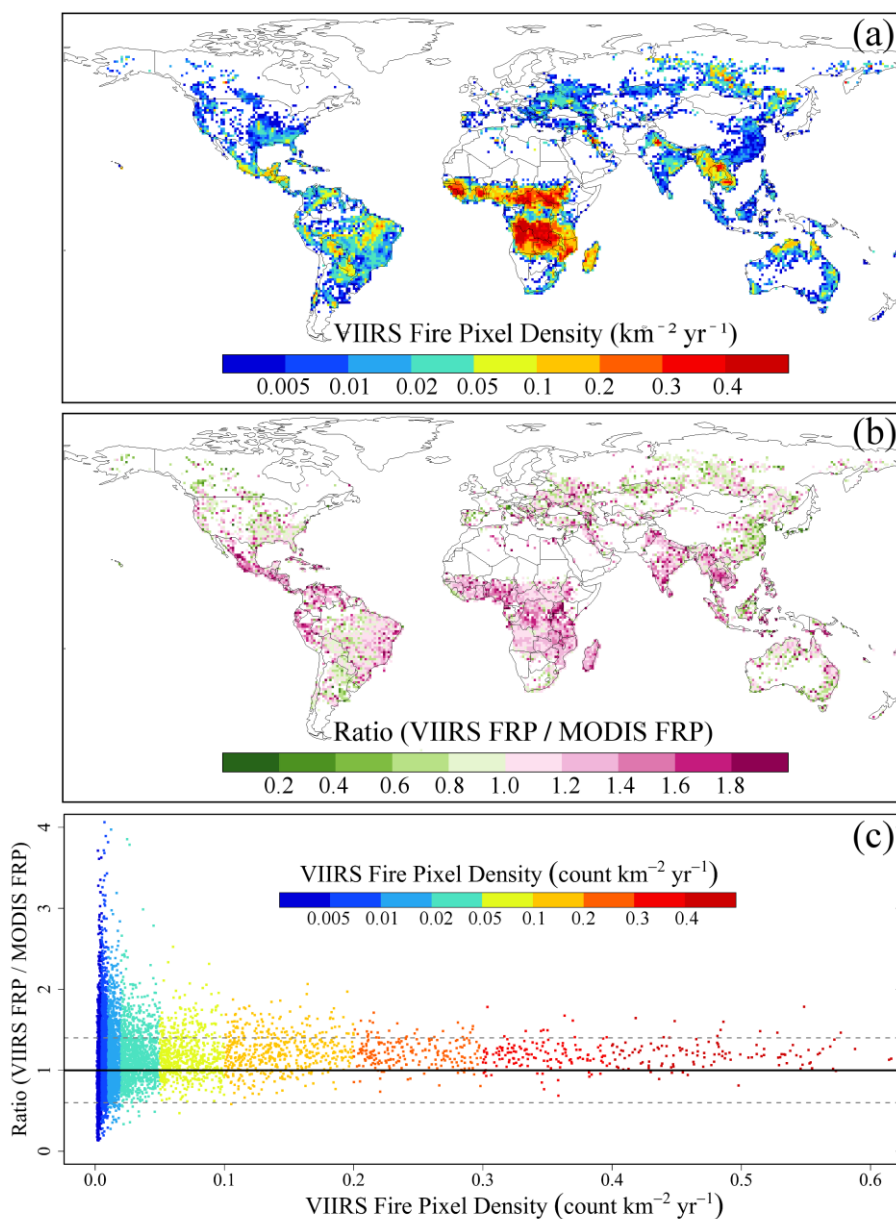 (a)
VIIRS Fire Pixel Density (km⁻² yr⁻¹)
0.005 0.01 0.02 0.05 0.1 0.2 0.3 0.4
(b)
Ratio (VIIRS FRP / MODIS FRP)
0.2 0.4 0.6 0.8 1.0 1.2 1.4 1.6 1.8
(c)
VIIRS Fire Pixel Density (count km⁻² yr⁻¹)
0.005 0.01 0.02 0.05 0.1 0.2 0.3 0.4
Ratio (VIIRS FRP / MODIS FRP)
4
3
2
1
0
0.0 0.1 0.2 0.3 0.4 0.5 0.6
VIIRS Fire Pixel Density (count km⁻² yr⁻¹)